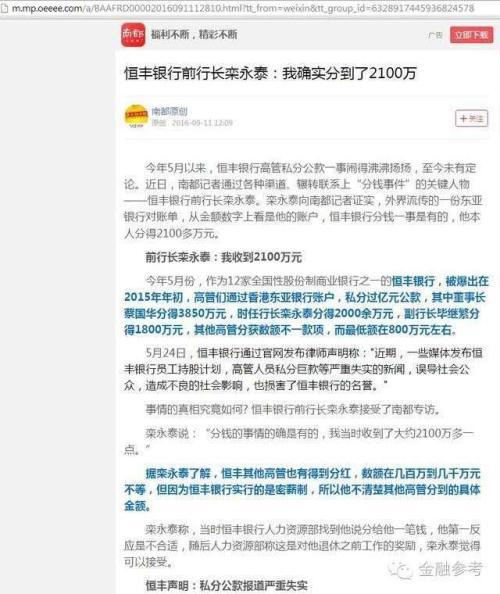 m.mp.oeeee.com/a/BAAFRD00002016091112810.html?tt_from=weixin&tt_group_id=6328917445936824578
南都 福利不断，精彩不断 广告 立即下载
恒丰银行前行长栾永泰：我确实分到了2100万
南都原创
原创 2016-09-11 12:09
+关注
今年5月以来，恒丰银行高管私分公款一事闹得沸沸扬扬，至今未有定
论。近日，南都记者通过各种渠道、辗转联系上“分钱事件”的关键人物
——恒丰银行前行长栾永泰。栾永泰向南都记者证实，外界流传的一份东亚
银行对账单，从金额数字上看是他的账户，恒丰银行分钱一事是有的，他本
人分得2100多万元。
前行长栾永泰：我收到2100万元
今年5月份，作为12家全国性股份制商业银行之一的恒丰银行，被爆出在
2015年年初，高管们通过香港东亚银行账户，私分过亿元公款，其中董事长
蔡国华分得3850万元，时任行长栾永泰分得2000余万元，副行长毕继繁分
得1800万元，其他高管分获数额不一款项，而最低额在800万元左右。
5月24日，恒丰银行通过官网发布律师声明称："近期，一些媒体发布恒
丰银行员工持股计划，高管人员私分巨款等严重失实的新闻，误导社会公
众，造成不良的社会影响，也损害了恒丰银行的名誉。"
事情的真相究竟如何? 恒丰银行前行长栾永泰接受了南都专访。
栾永泰说：“分钱的事情的确是有的，我当时收到了大约2100万多一
点。”
据栾永泰了解，恒丰其他高管也有得到分红，数额在几百万到几千万元
不等，但因为恒丰银行实行的是密薪制，所以他不清楚其他高管分到的具体
金额。
栾永泰称，当时恒丰银行人力资源部找到他说分给他一笔钱，他第一反
应是不合适，随后人力资源部称这是对他退休之前工作的奖励，栾永泰觉得
可以接受。
恒丰声明：私分公款报道严重失实
金融参考